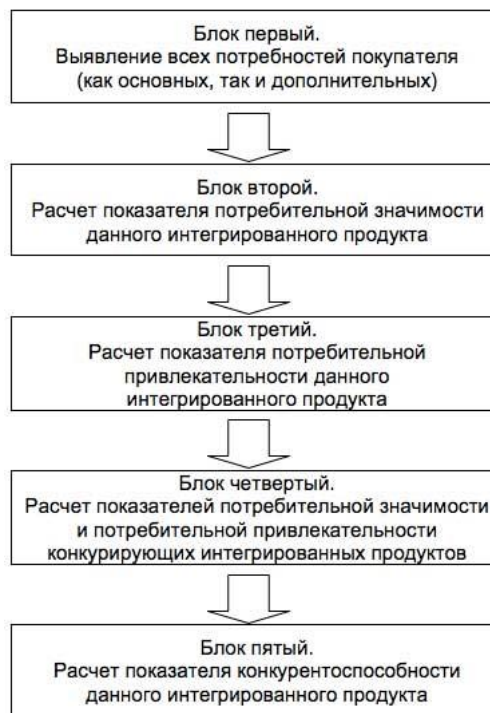 Блок первый.
Выявление всех потребностей покупателя
(как основных, так и дополнительных)
Блок второй.
Расчет показателя потребительной значимости
данного интегрированного продукта
Блок третий.
Расчет показателя потребительной
привлекательности данного
интегрированного продукта
Блок четвертый.
Расчет показателей потребительной значимости
и потребительной привлекательности
конкурирующих интегрированных продуктов
Блок пятый.
Расчет показателя конкурентоспособности
данного интегрированного продукта